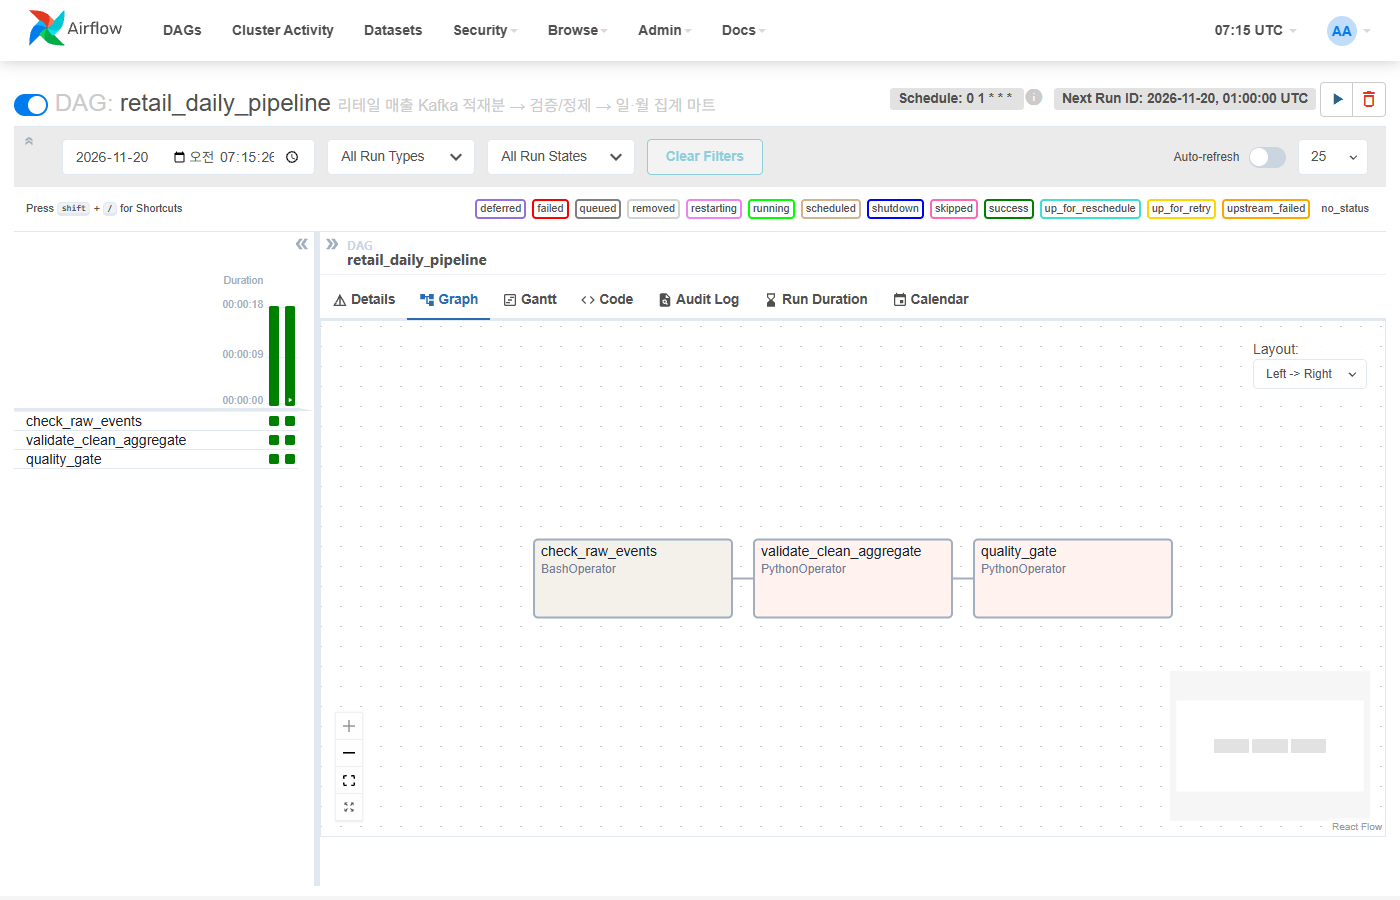 Airflow DAGs Cluster Activity Datasets Security Browse Admin Docs 07:15 UTC AA
DAG: retail_daily_pipeline 리테일 매출 Kafka 적재분 → 검증/정제 → 일·월 집계 마트 Schedule: 0 1 * * * i Next Run ID: 2026-11-20, 01:00:00 UTC
2026-11-20 오전 07:15:26 All Run Types All Run States Clear Filters Auto-refresh 25
Press shift + / for Shortcuts deferred failed queued removed restarting running scheduled shutdown skipped success up_for_reschedule up_for_retry upstream_failed no_status
DAG
retail_daily_pipeline
Duration
00:00:18
00:00:09
00:00:00
check_raw_events
validate_clean_aggregate
quality_gate
Details Graph Gantt Code Audit Log Run Duration Calendar
Layout:
Left -> Right
check_raw_events
BashOperator
validate_clean_aggregate
PythonOperator
quality_gate
PythonOperator
React Flow